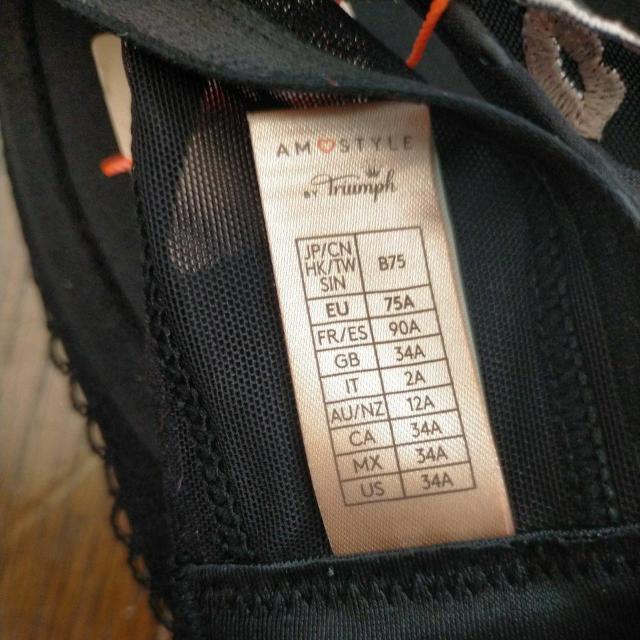 AMOSTYLE
BY Triumph
JP/CN
HK/TW
SIN B75
EU 75A
FR/ES 90A
GB 34A
IT 2A
AU/NZ 12A
CA 34A
MX 34A
US 34A